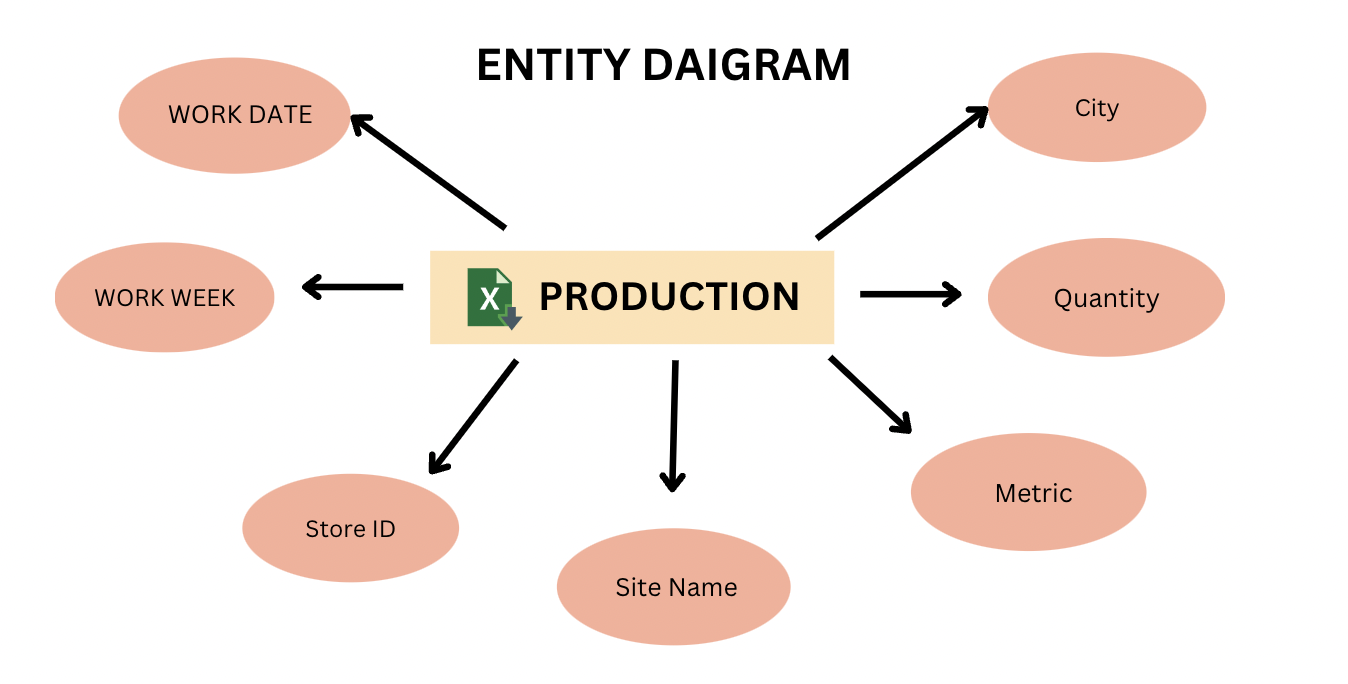 ENTITY DAIGRAM
WORK DATE
City
WORK WEEK
X
PRODUCTION
Quantity
Store ID
Metric
Site Name